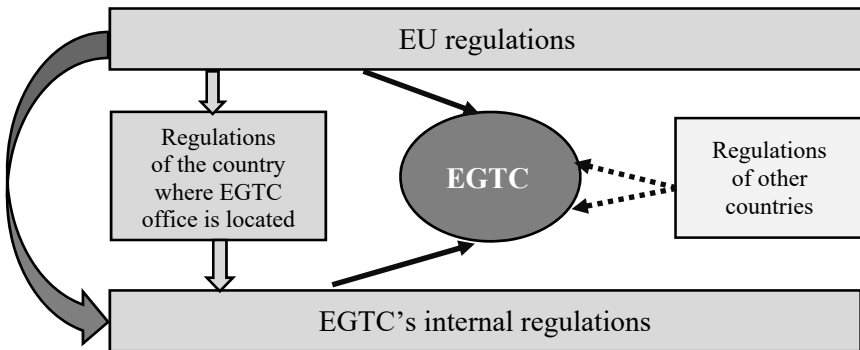 EU regulations
Regulations
of the country
where EGTC
office is located
EGTC
Regulations
of other
countries
EGTC’s internal regulations